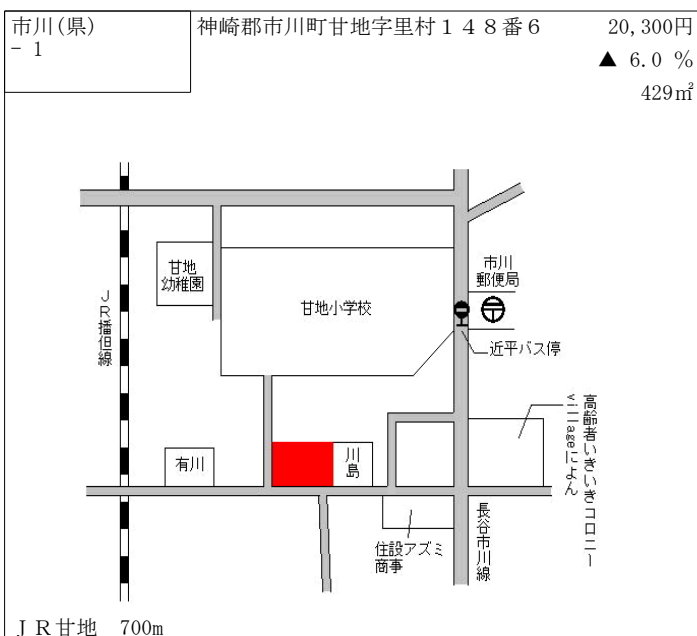 市川(県)
- 1
神崎郡市川町甘地字里村148番6
20,300円
▲ 6.0 %
429㎡
甘地
幼稚園
甘地小学校
市川
郵便局
近平バス停
JR播但線
高齢者いきいきコロニー
villageによん
有川
川島
住設アズミ
商事
長谷市川線
JR甘地 700m